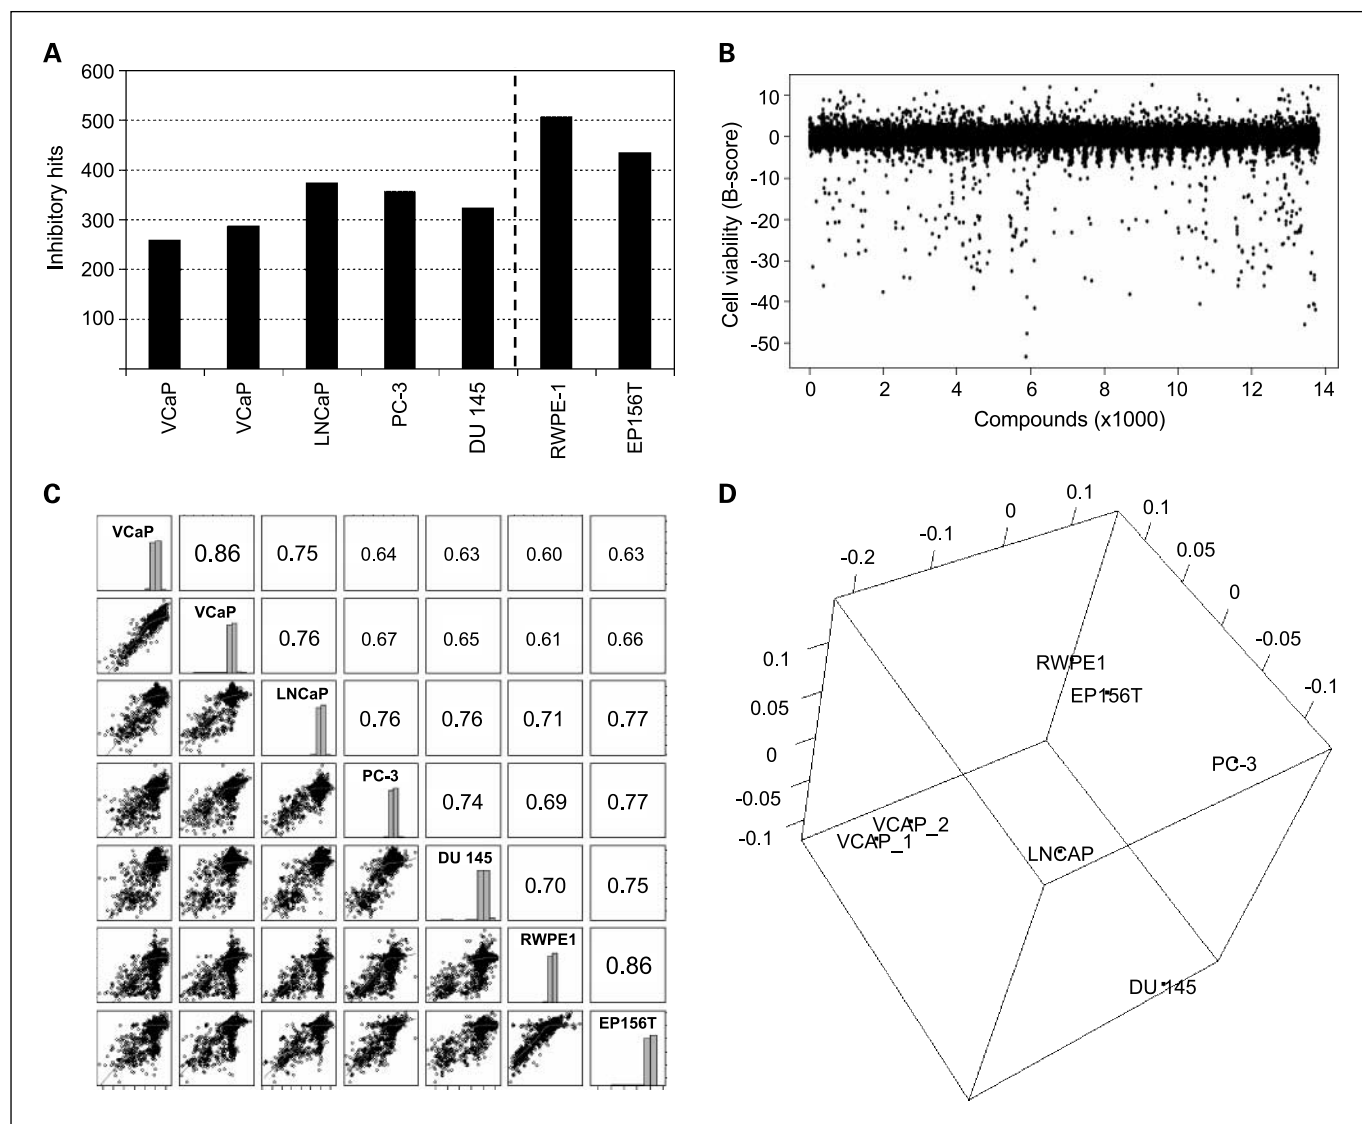 A
600
500
400
300
200
100
Inhibitory hits
VCaP
VCaP
LNCaP
PC-3
DU 145
RWPE-1
EP156T
B
10
0
-10
-20
-30
-40
-50
Cell viability (B-score)
0 2 4 6 8 10 12 14
Compounds (x1000)
C
VCaP 0.86 0.75 0.64 0.63 0.60 0.63
VCaP 0.76 0.67 0.65 0.61 0.66
LNCaP 0.76 0.76 0.71 0.77
PC-3 0.74 0.69 0.77
DU 145 0.70 0.75
RWPE1 0.86
EP156T
D
-0.2 -0.1 0 0.1
0.1 0.05 0 -0.05 -0.1
0.1
0.05
0
-0.05
-0.1
RWPE1
EP156T
PC-3
VCAP_2
VCAP_1
LNCAP
DU 145